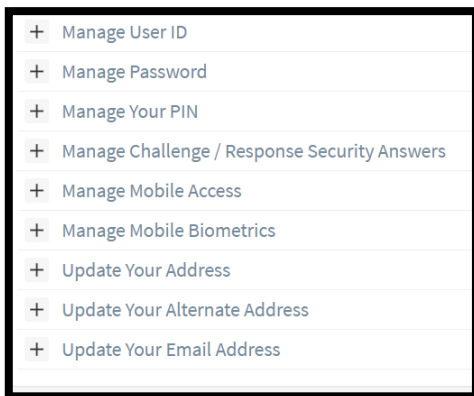 + Manage User ID
+ Manage Password
+ Manage Your PIN
+ Manage Challenge / Response Security Answers
+ Manage Mobile Access
+ Manage Mobile Biometrics
+ Update Your Address
+ Update Your Alternate Address
+ Update Your Email Address